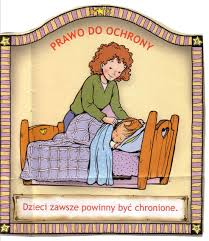 PRAWO DO OCHRONY
Dzieci zawsze powinny być chronione.